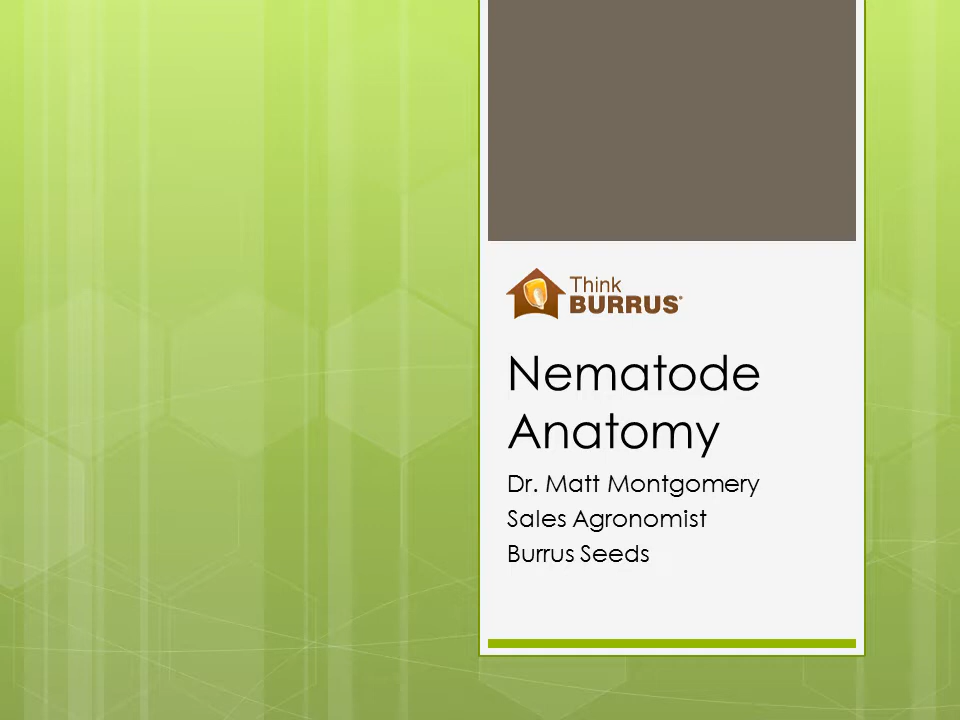 Think
BURRUS®
Nematode
Anatomy
Dr. Matt Montgomery
Sales Agronomist
Burrus Seeds